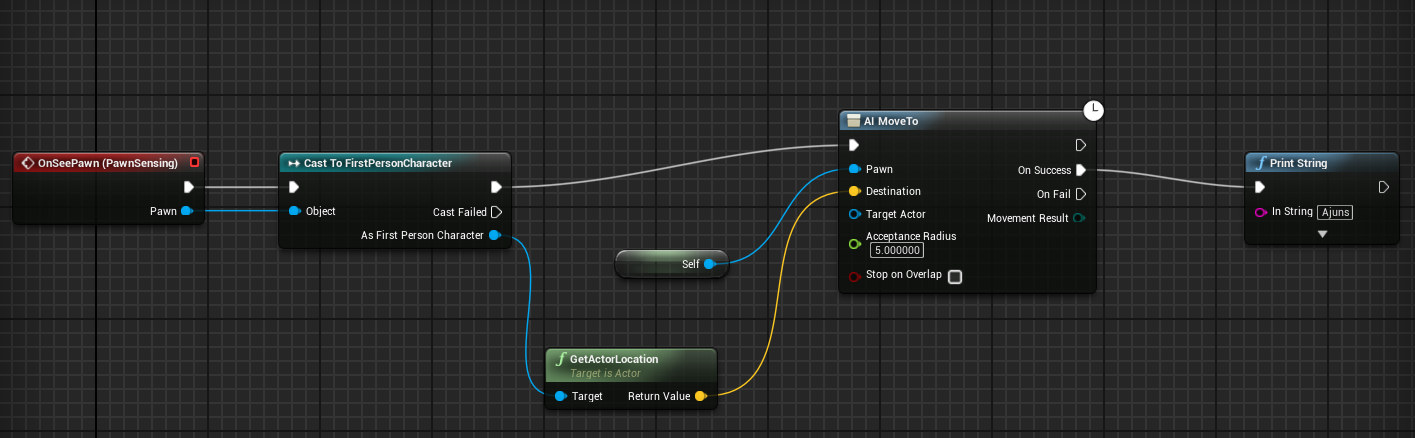 OnSeePawn (PawnSensing)
Pawn
Cast To FirstPersonCharacter
Object
Cast Failed
As First Person Character
Self
GetActorLocation
Target is Actor
Target
Return Value
AI MoveTo
Pawn
On Success
Destination
On Fail
Target Actor
Movement Result
Acceptance Radius
5.000000
Stop on Overlap
Print String
In String Ajuns